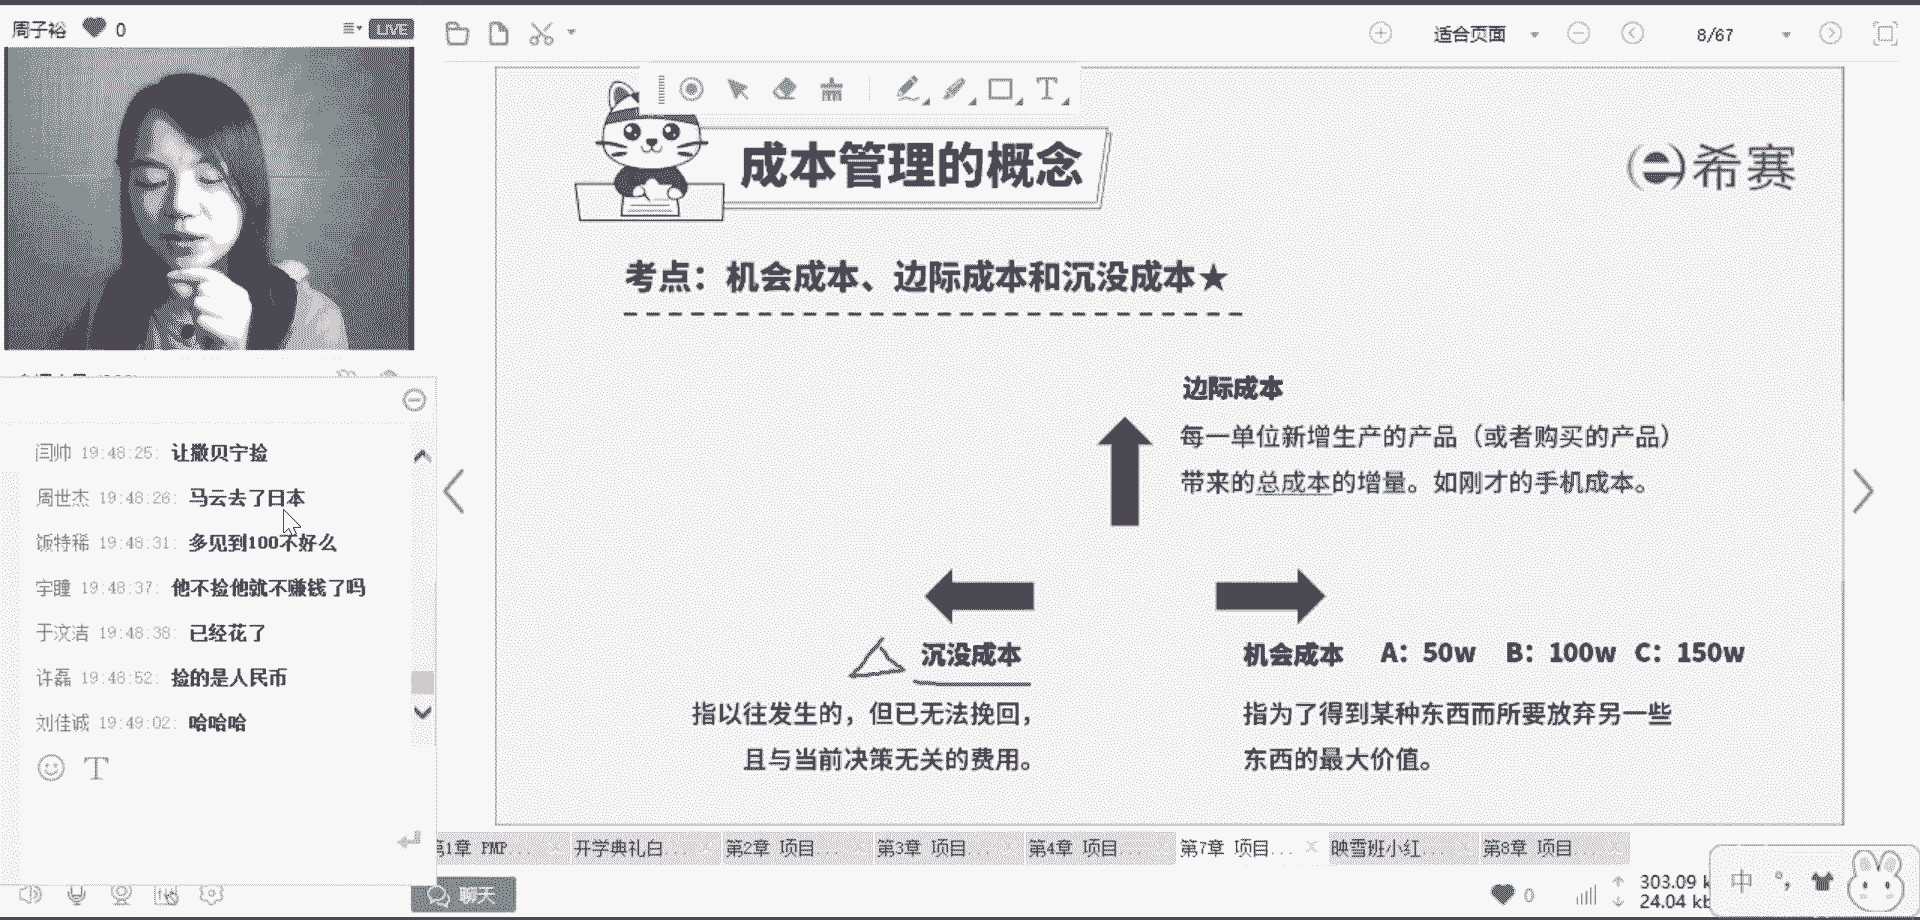 周子裕 0
LIVE
适合页面
8/67
成本管理的概念
希赛
考点：机会成本、边际成本和沉没成本★
边际成本
每一单位新增生产的产品（或者购买的产品）
带来的总成本的增量。如刚才的手机成本。
沉没成本
指以往发生的，但已无法挽回，
且与当前决策无关的费用。
机会成本 A：50w B：100w C：150w
指为了得到某种东西而所要放弃另一些
东西的最大价值。
闫帅 19:48:25: 让撒贝宁捡
周世杰 19:48:26: 马云去了日本
饭特稀 19:48:31: 多见到100不好么
宇瞳 19:48:37: 他不捡他就不赚钱了吗
于汶洁 19:48:38: 已经花了
许磊 19:48:52: 捡的是人民币
刘佳诚 19:49:02: 哈哈哈
T
第1章 PMP... 开学典礼白... 第2章 项目... 第3章 项目... 第4章 项目... 第7章 项目... 映雪班小红... 第8章 项目...
聊天
0
303.09 k
24.04 kb
中